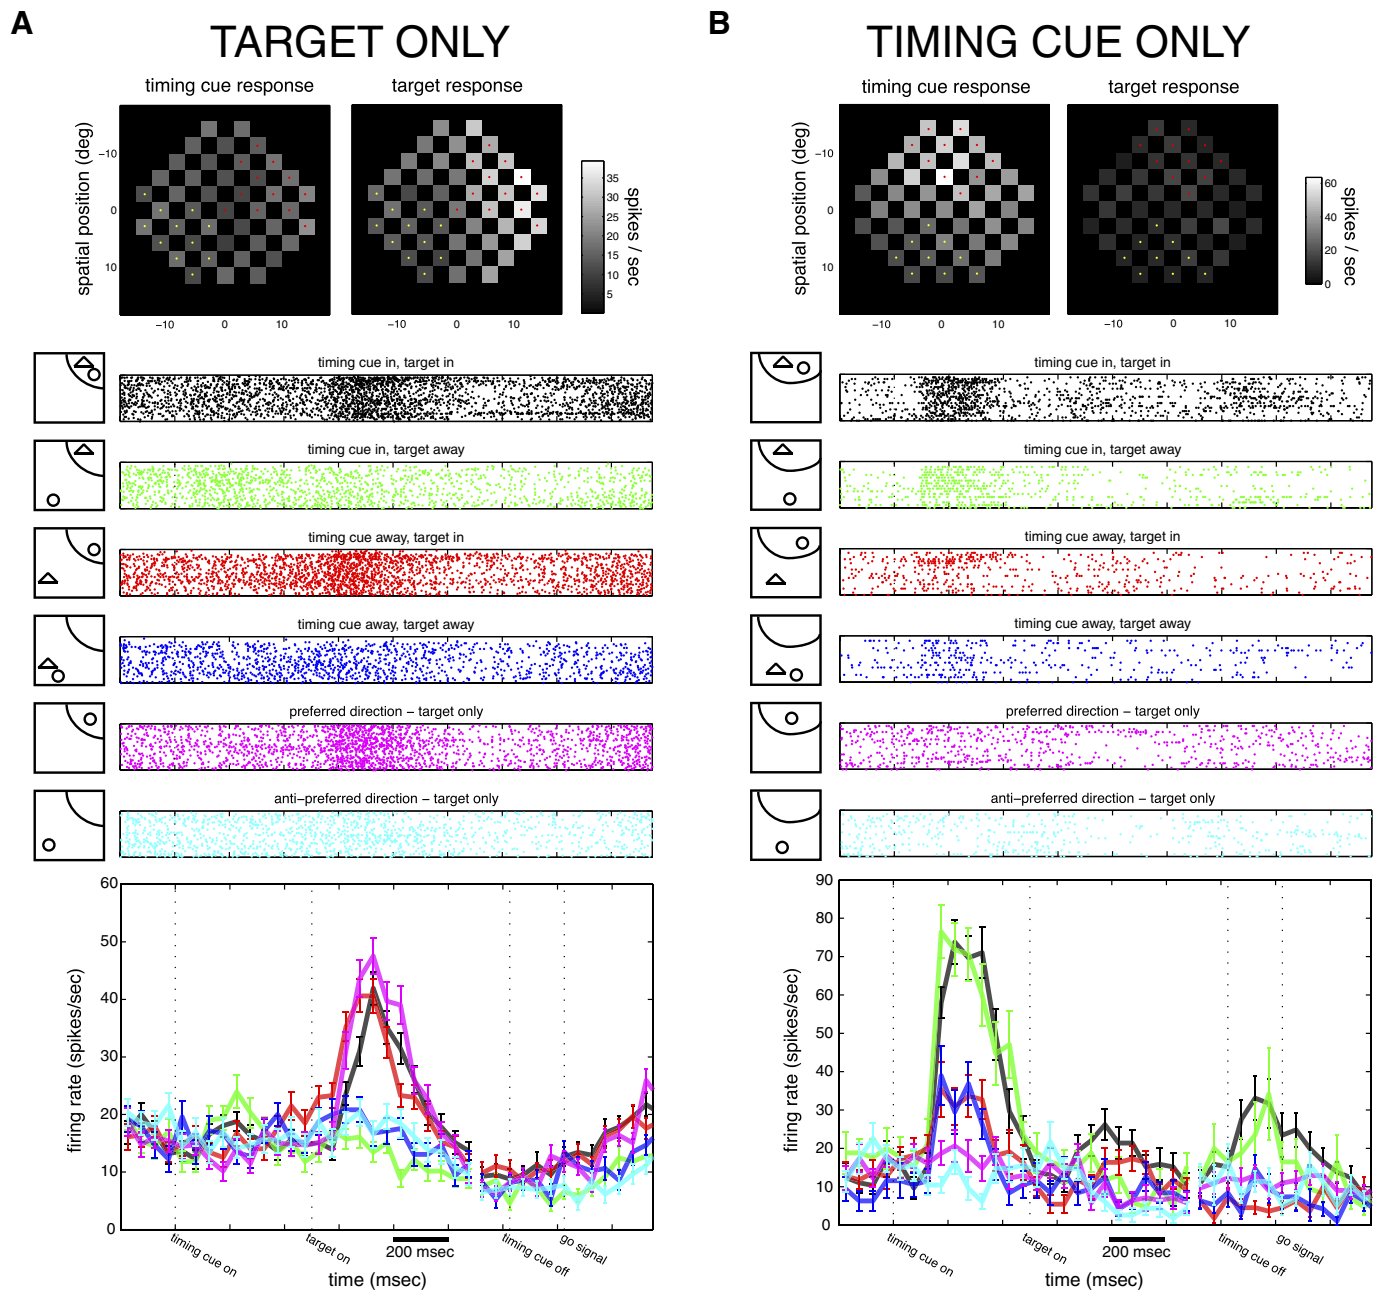 A
TARGET ONLY
timing cue response
target response
spatial position (deg)
−10
0
10
−10
0
10
−10
0
10
35
30
25
20
15
10
5
spikes / sec
timing cue in, target in
timing cue in, target away
timing cue away, target in
timing cue away, target away
preferred direction − target only
anti−preferred direction − target only
60
50
40
30
20
10
0
firing rate (spikes/sec)
timing cue on
target on
200 msec
timing cue off
go signal
time (msec)
B
TIMING CUE ONLY
timing cue response
target response
spatial position (deg)
−10
0
10
−10
0
10
−10
0
10
60
40
20
0
spikes / sec
timing cue in, target in
timing cue in, target away
timing cue away, target in
timing cue away, target away
preferred direction − target only
anti−preferred direction − target only
90
80
70
60
50
40
30
20
10
0
firing rate (spikes/sec)
timing cue on
target on
200 msec
timing cue off
go signal
time (msec)